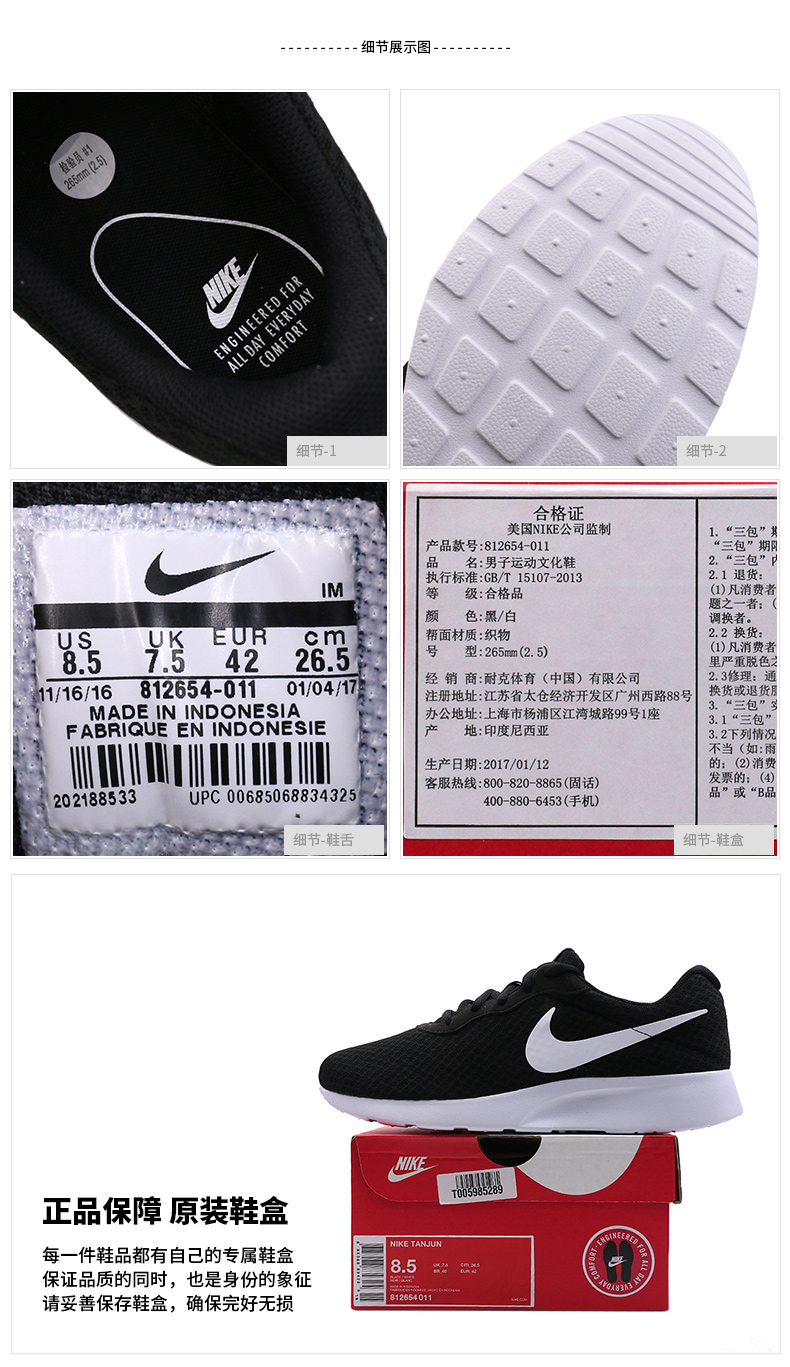 ----------细节展示图----------
检验员 #1
265mm (2.5)
NIKE
ENGINEERED FOR
ALL DAY EVERYDAY
COMFORT
细节-1
细节-2
IM
US UK EUR cm
8.5 7.5 42 26.5
11/16/16 812654-011 01/04/17
MADE IN INDONESIA
FABRIQUE EN INDONESIE
202188533 UPC 00685068834325
细节-鞋舌
合格证
美国NIKE公司监制
产品款号:812654-011
品 名:男子运动文化鞋
执行标准:GB/T 15107-2013
等 级:合格品
颜 色:黑/白
帮面材质:织物
号 型:265mm(2.5)
经 销 商:耐克体育（中国）有限公司
注册地址:江苏省太仓经济开发区广州西路88号
办公地址:上海市杨浦区江湾城路99号1座
产 地:印度尼西亚
生产日期:2017/01/12
客服热线:800-820-8865(固话)
400-880-6453(手机)
1.“三包”
“三包”期
2.“三包”内
2.1 退货:
(1)凡消费者
题之一者；(
调换者。
2.2 换货:
(1)凡消费者
里严重脱色之
2.3修理：通
换货或退货服
3.“三包”
3.1“三包”
3.2下列情况
不当（如:雨
的；(2)消费
发票的；(4)
品”或“B品
细节-鞋盒
NIKE
T005985289
NIKE TANJUN
8.5
UK, 7.5 CM, 26.5
BR, 40 EUR, 42
812654 011
COMFORT·ENGINEERED FOR ALL DAY EVERYDAY
NIKE
正品保障 原装鞋盒
每一件鞋品都有自己的专属鞋盒
保证品质的同时，也是身份的象征
请妥善保存鞋盒，确保完好无损